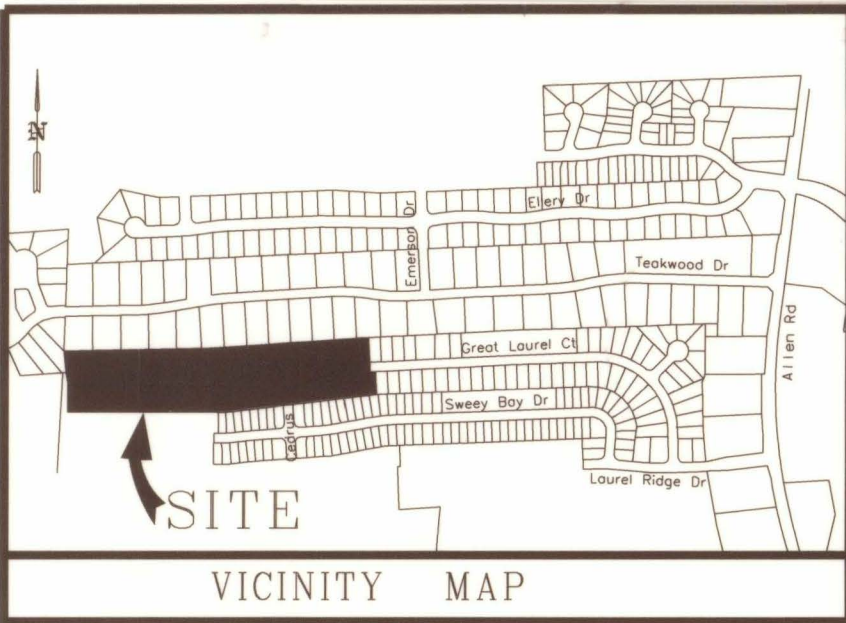 N
Ellery Dr
Emerson Dr
Teakwood Dr
Allen Rd
Great Laurel Ct
Sweey Bay Dr
Cedrus
Laurel Ridge Dr
SITE
VICINITY MAP